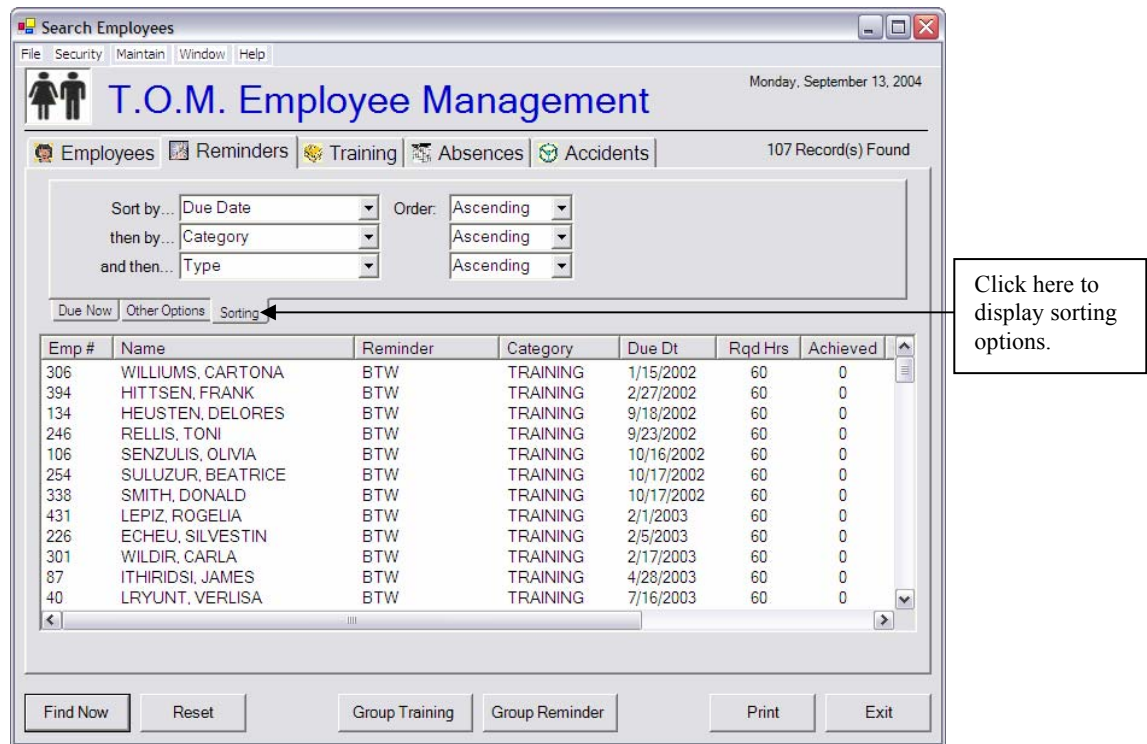 Search Employees
File Security Maintain Window Help
T.O.M. Employee Management
Monday, September 13, 2004
Employees Reminders Training Absences Accidents
107 Record(s) Found
Sort by... Due Date Order: Ascending
then by... Category Ascending
and then... Type Ascending
Due Now Other Options Sorting
Click here to
display sorting
options.
Emp # Name Reminder Category Due Dt Rqd Hrs Achieved
306 WILLIUMS, CARTONA BTW TRAINING 1/15/2002 60 0
394 HITTSEN, FRANK BTW TRAINING 2/27/2002 60 0
134 HEUSTEN, DELORES BTW TRAINING 9/18/2002 60 0
246 RELLIS, TONI BTW TRAINING 9/23/2002 60 0
106 SENZULIS, OLIVIA BTW TRAINING 10/16/2002 60 0
254 SULUZUR, BEATRICE BTW TRAINING 10/17/2002 60 0
338 SMITH, DONALD BTW TRAINING 10/17/2002 60 0
431 LEPIZ, ROGELIA BTW TRAINING 2/1/2003 60 0
226 ECHEU, SILVESTIN BTW TRAINING 2/5/2003 60 0
301 WILDIR, CARLA BTW TRAINING 2/17/2003 60 0
87 ITHIRIDSI, JAMES BTW TRAINING 4/28/2003 60 0
40 LRYUNT, VERLISA BTW TRAINING 7/16/2003 60 0
Find Now Reset Group Training Group Reminder Print Exit